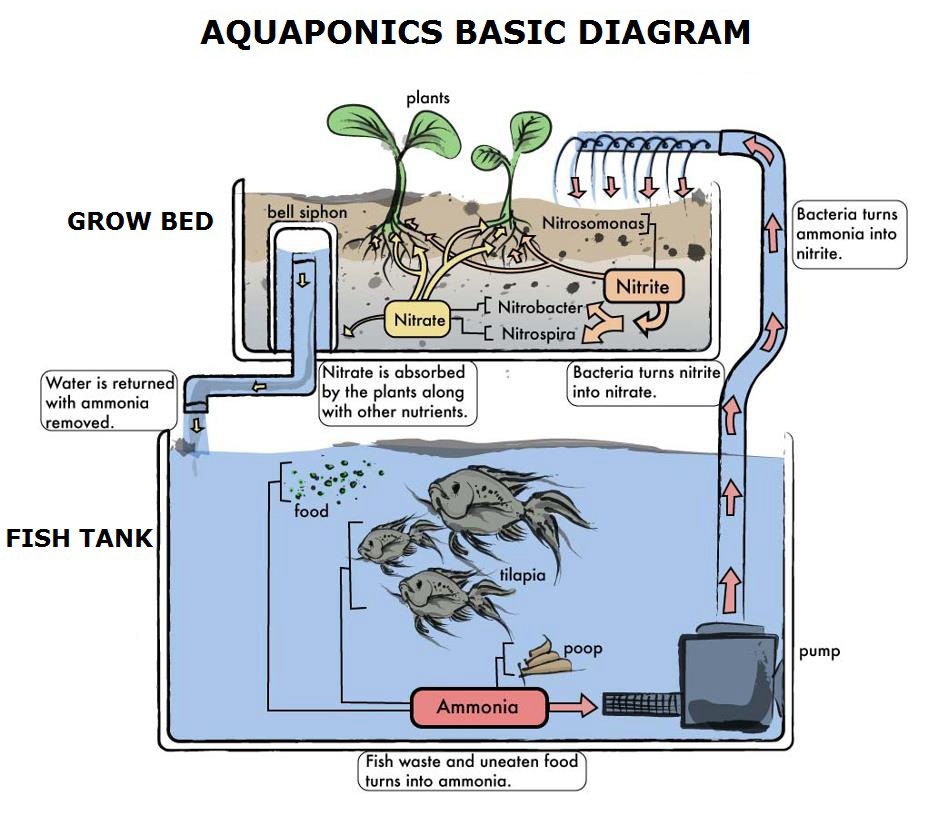 AQUAPONICS BASIC DIAGRAM
plants
GROW BED
bell siphon
Nitrosomonas
Bacteria turns
ammonia into
nitrite.
Nitrite
Nitrate
Nitrobacter
Nitrospira
Water is returned
with ammonia
removed.
Nitrate is absorbed
by the plants along
with other nutrients.
Bacteria turns nitrite
into nitrate.
FISH TANK
food
tilapia
poop
pump
Ammonia
Fish waste and uneaten food
turns into ammonia.